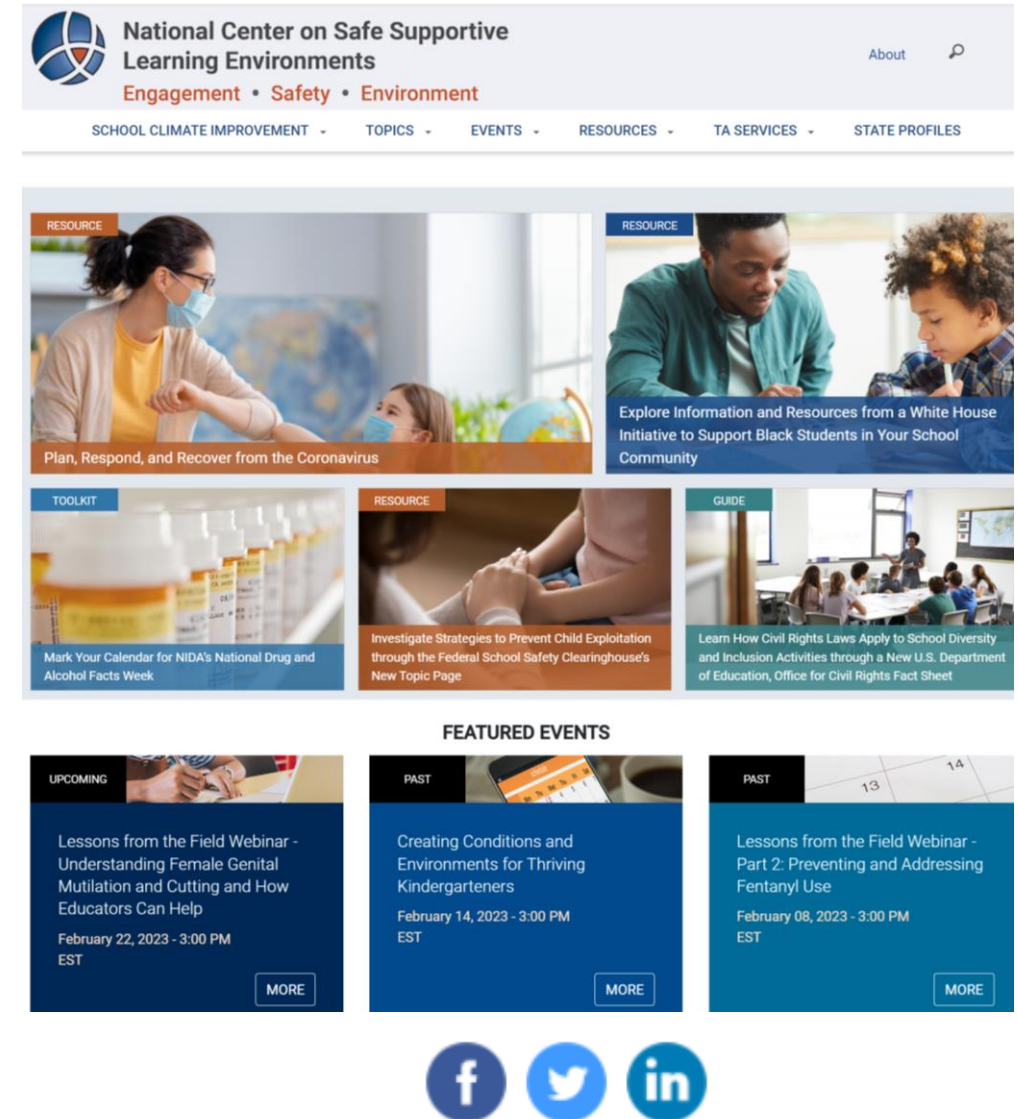 National Center on Safe Supportive
Learning Environments
Engagement • Safety • Environment
About
SCHOOL CLIMATE IMPROVEMENT
TOPICS
EVENTS
RESOURCES
TA SERVICES
STATE PROFILES
RESOURCE
Plan, Respond, and Recover from the Coronavirus
RESOURCE
Explore Information and Resources from a White House
Initiative to Support Black Students in Your School
Community
TOOLKIT
Mark Your Calendar for NIDA's National Drug and
Alcohol Facts Week
RESOURCE
Investigate Strategies to Prevent Child Exploitation
through the Federal School Safety Clearinghouse's
New Topic Page
GUIDE
Learn How Civil Rights Laws Apply to School Diversity
and Inclusion Activities through a New U.S. Department
of Education, Office for Civil Rights Fact Sheet
FEATURED EVENTS
UPCOMING
Lessons from the Field Webinar -
Understanding Female Genital
Mutilation and Cutting and How
Educators Can Help
February 22, 2023 - 3:00 PM
EST
MORE
PAST
Creating Conditions and
Environments for Thriving
Kindergarteners
February 14, 2023 - 3:00 PM
EST
MORE
PAST
13
14
Lessons from the Field Webinar -
Part 2: Preventing and Addressing
Fentanyl Use
February 08, 2023 - 3:00 PM
EST
MORE
f
in